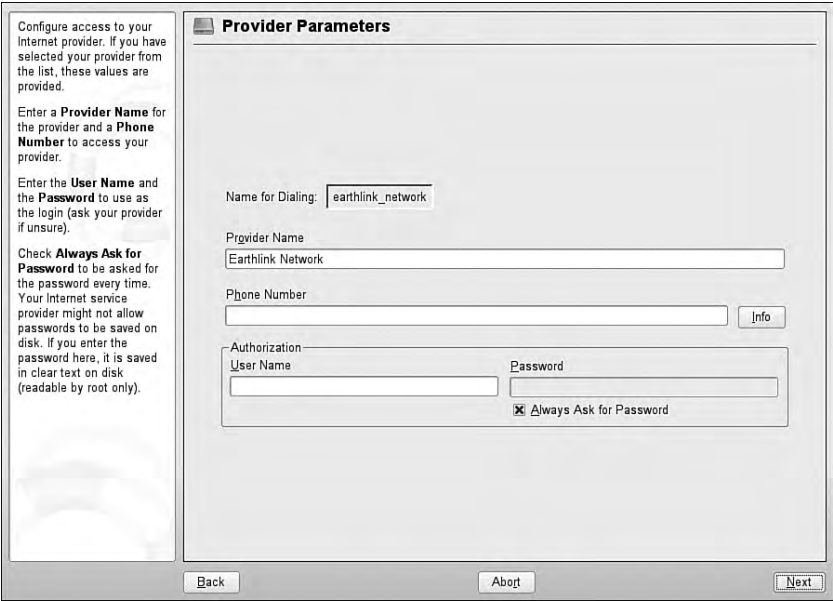 Configure access to your
Internet provider. If you have
selected your provider from
the list, these values are
provided.
Enter a Provider Name for
the provider and a Phone
Number to access your
provider.
Enter the User Name and
the Password to use as
the login (ask your provider
if unsure).
Check Always Ask for
Password to be asked for
the password every time.
Your Internet service
provider might not allow
passwords to be saved on
disk. If you enter the
password here, it is saved
in clear text on disk
(readable by root only).
Provider Parameters
Name for Dialing: earthlink_network
Provider Name
Earthlink Network
Phone Number
Info
Authorization
User Name
Password
Always Ask for Password
Back
Abort
Next